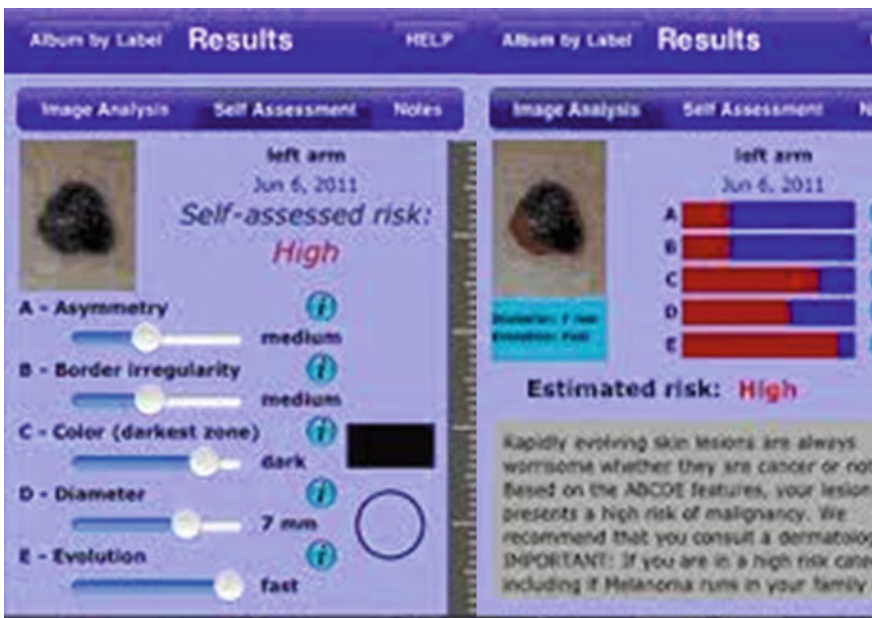 Album by Label Results HELP
Image Analysis Self Assessment Notes
left arm
Jun 6, 2011
Self-assessed risk:
High
A - Asymmetry
medium
B - Border irregularity
medium
C - Color (darkest zone)
dark
D - Diameter
7 mm
E - Evolution
fast
Album by Label Results
Image Analysis Self Assessment
left arm
Jun 6, 2011
A
B
C
D
E
Diameter: 7 mm
Evolution: Fast
Estimated risk: High
Rapidly evolving skin lesions are always
worrisome whether they are cancer or not
Based on the ABCDE features, your lesion
presents a high risk of malignancy. We
recommend that you consult a dermatolog
IMPORTANT: If you are in a high risk cate
including if Melanoma runs in your family